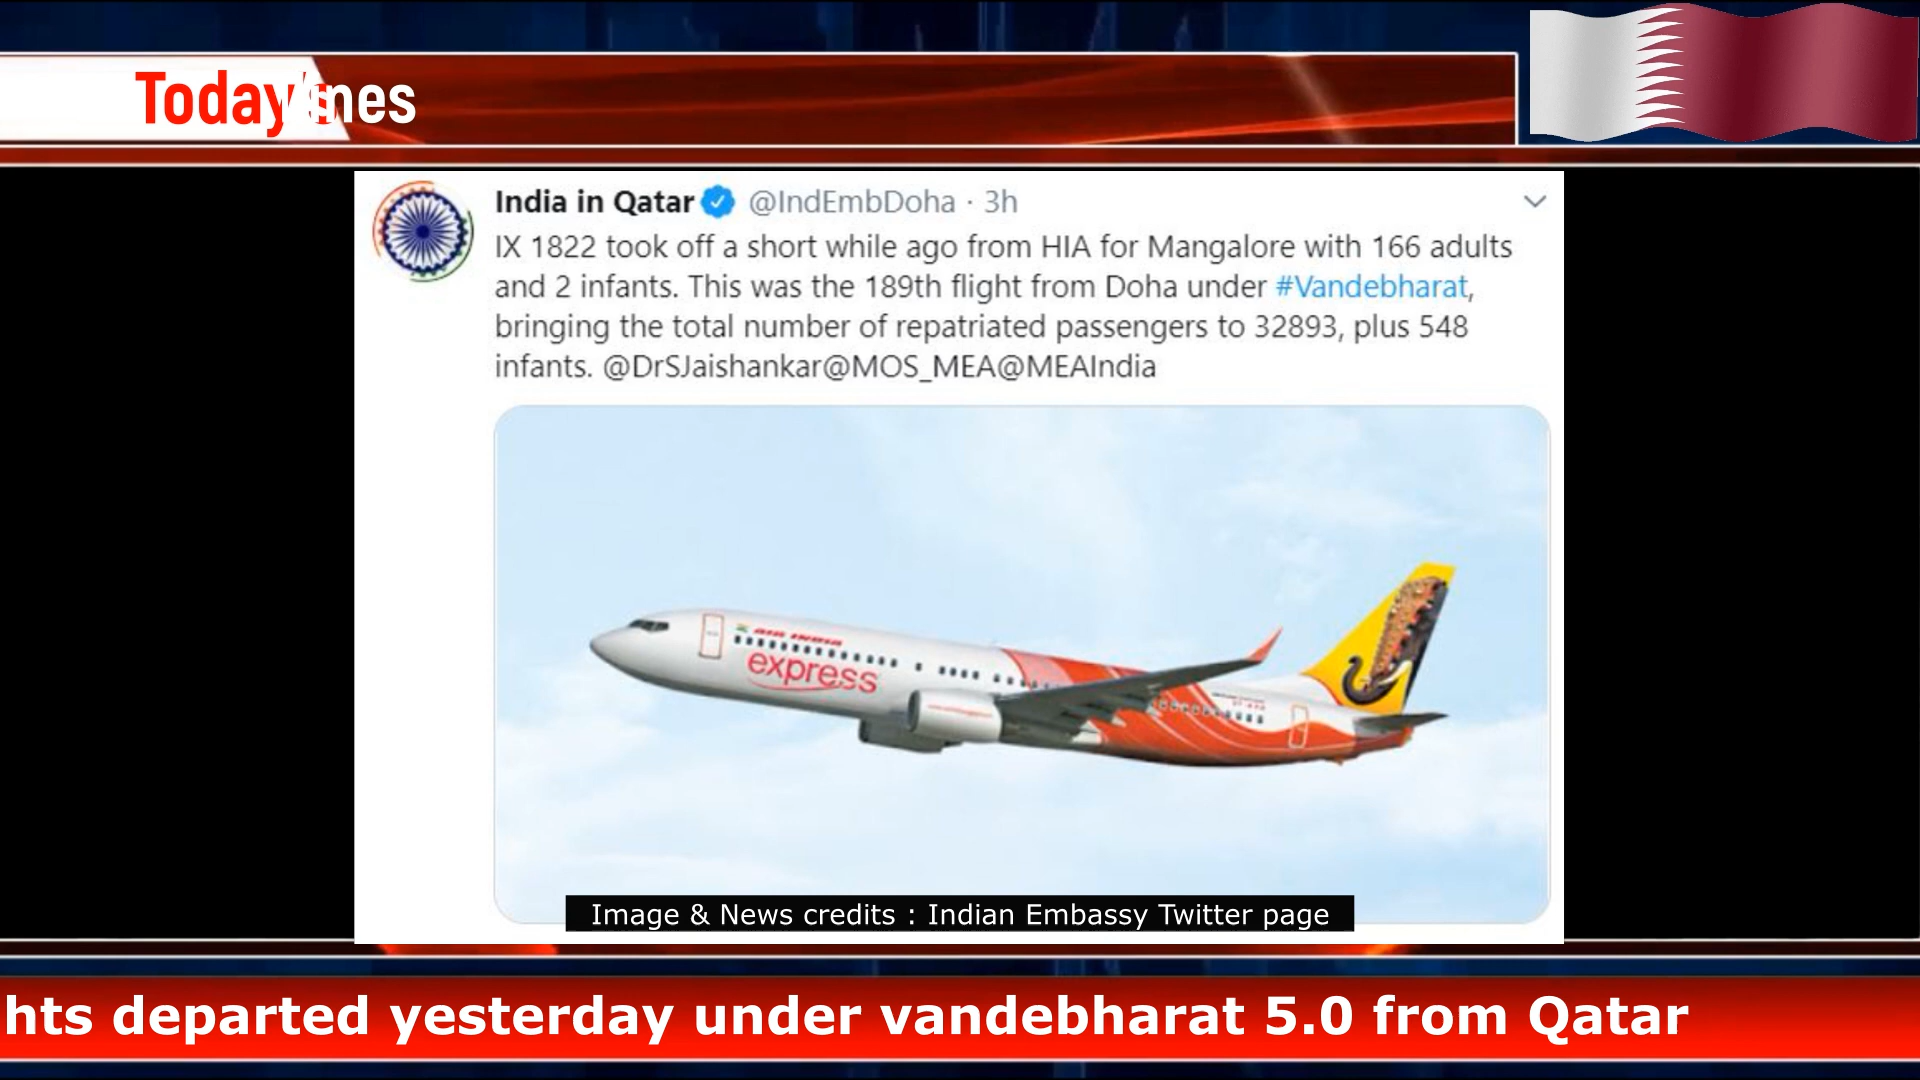 Today's
India in Qatar @IndEmbDoha · 3h
IX 1822 took off a short while ago from HIA for Mangalore with 166 adults
and 2 infants. This was the 189th flight from Doha under #Vandebharat,
bringing the total number of repatriated passengers to 32893, plus 548
infants. @DrSJaishankar@MOS_MEA@MEAIndia
AIR INDIA
express
Image & News credits : Indian Embassy Twitter page
hts departed yesterday under vandebharat 5.0 from Qatar